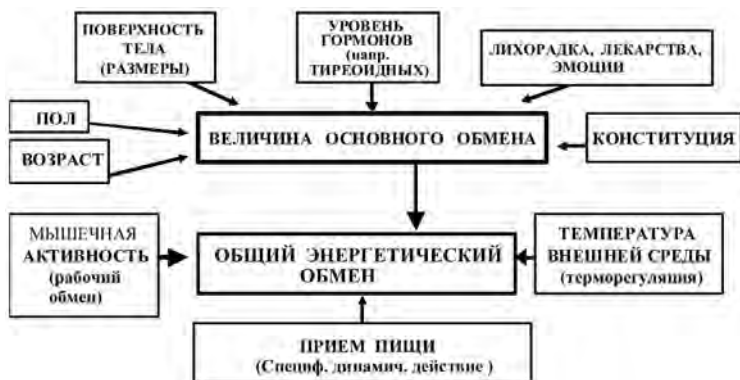 ПОВЕРХНОСТЬ
ТЕЛА
(РАЗМЕРЫ)
УРОВЕНЬ
ГОРМОНОВ
(напр.
ТИРЕОИДНЫХ)
ЛИХОРАДКА, ЛЕКАРСТВА,
ЭМОЦИИ
ПОЛ
ВОЗРАСТ
ВЕЛИЧИНА ОСНОВНОГО ОБМЕНА
КОНСТИТУЦИЯ
МЫШЕЧНАЯ
АКТИВНОСТЬ
(рабочий
обмен)
ОБЩИЙ ЭНЕРГЕТИЧЕСКИЙ
ОБМЕН
ТЕМПЕРАТУРА
ВНЕШНЕЙ СРЕДЫ
(терморегуляция)
ПРИЕМ ПИЩИ
(Специф. динамич. действие )